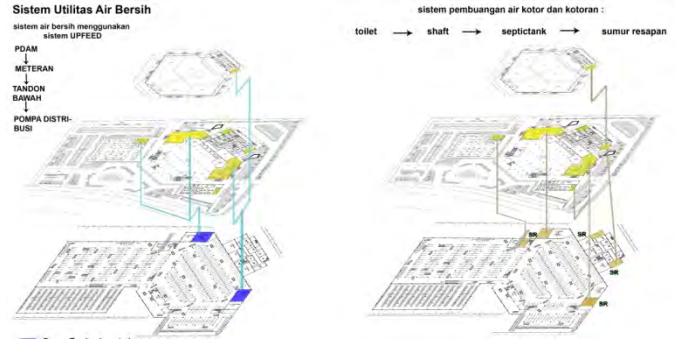 Sistem Utilitas Air Bersih
sistem air bersih menggunakan
sistem UPFEED
PDAM
METERAN
TANDON
BAWAH
POMPA DISTRI-
BUSI
sistem pembuangan air kotor dan kotoran :
toilet shaft septictank sumur resapan
SR
SR
SR
SR